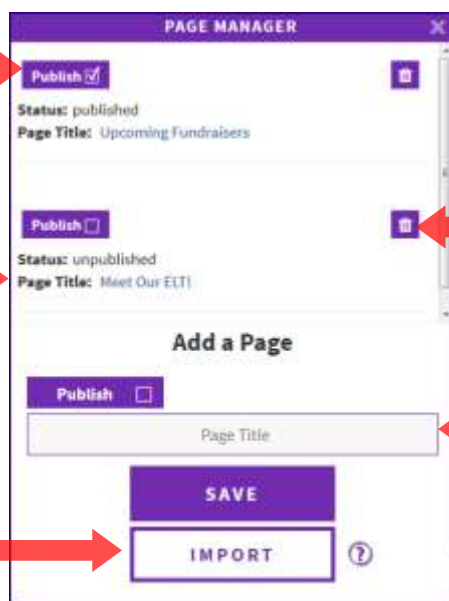 PAGE MANAGER
Publish
Status: published
Page Title: Upcoming Fundraisers
Publish
Status: unpublished
Page Title: Meet Our ELT!
Add a Page
Publish
Page Title
SAVE
IMPORT ?